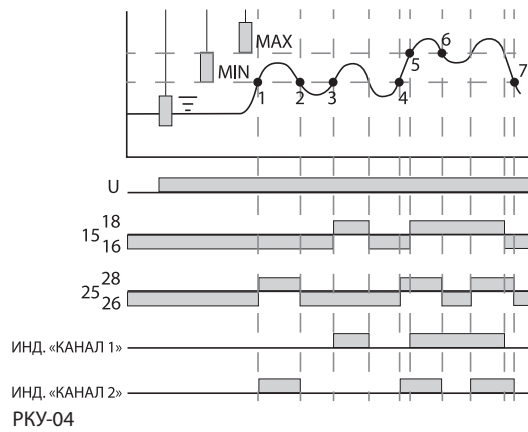 MAX
MIN
1
2
3
4
5
6
7
U
15
18
16
25
28
26
ИНД. «КАНАЛ 1»
ИНД. «КАНАЛ 2»
РКУ-04